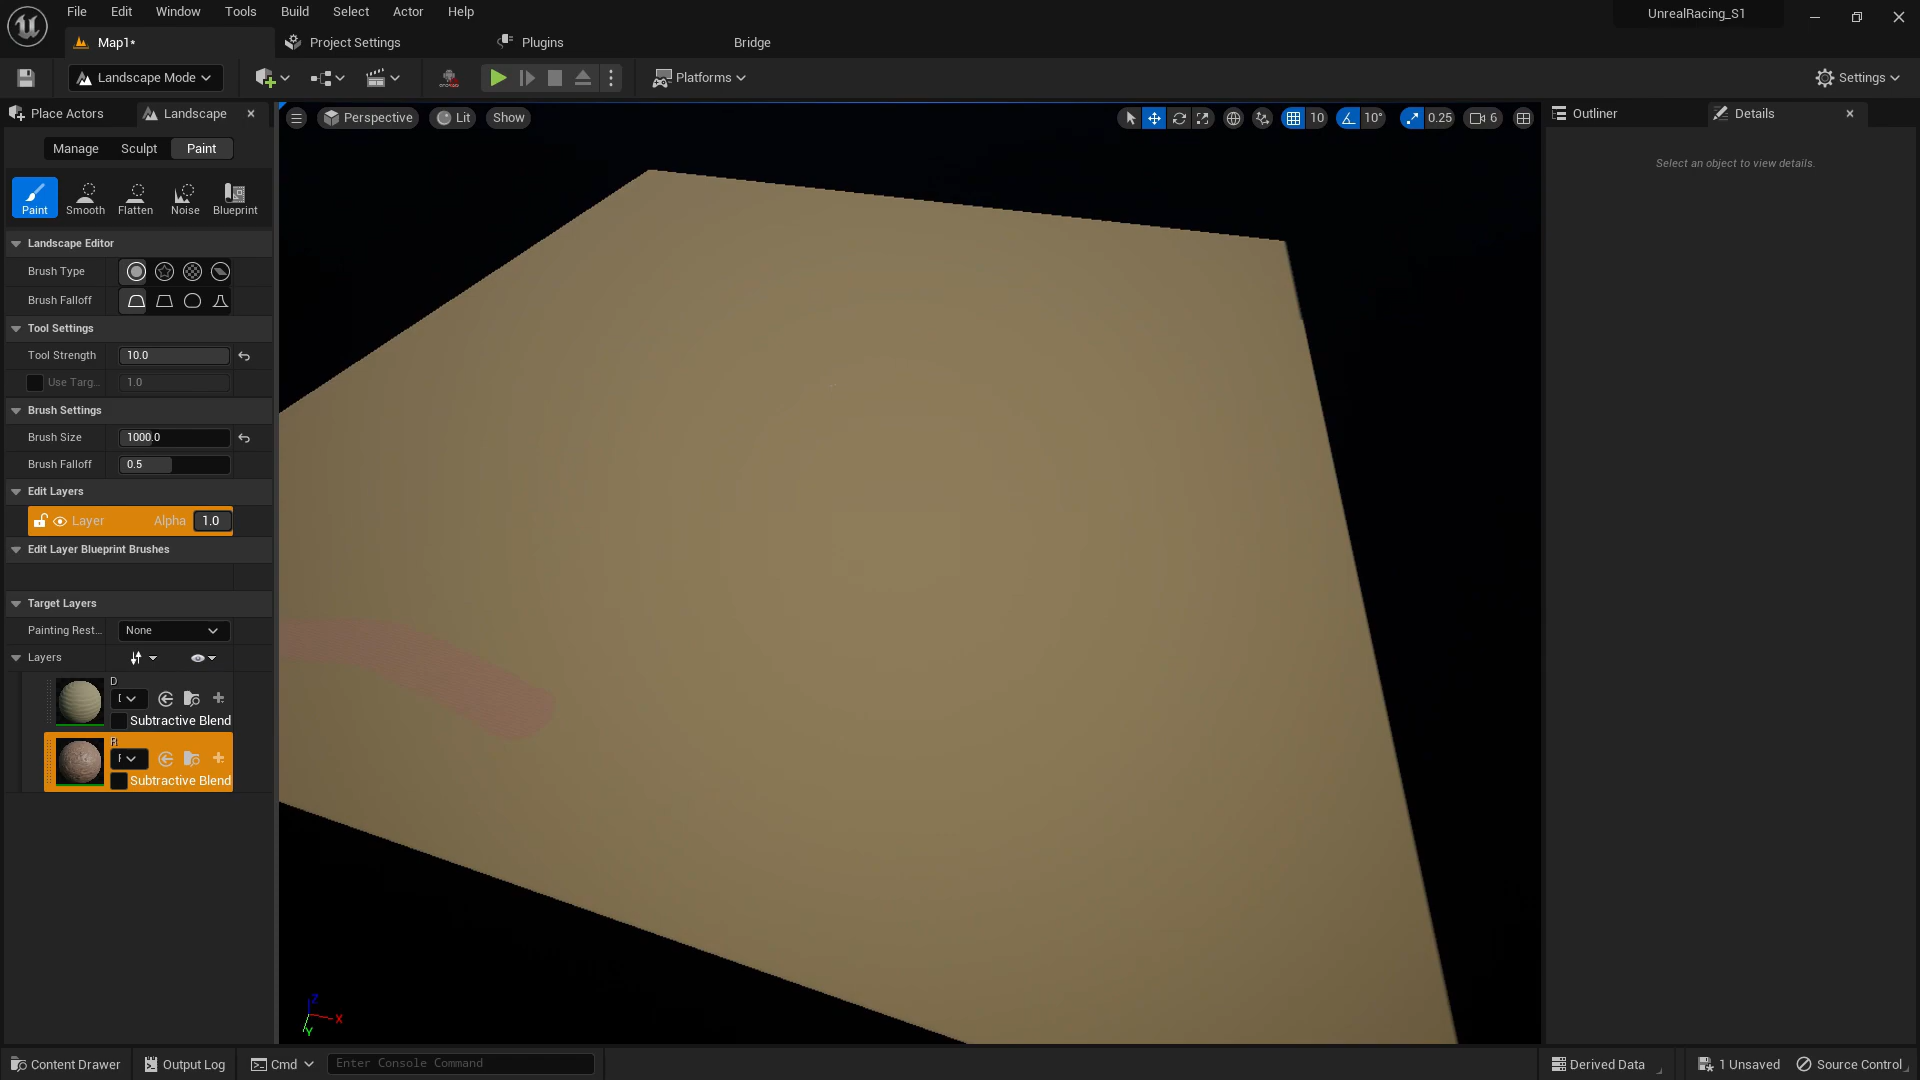 File Edit Window Tools Build Select Actor Help
UnrealRacing_S1
Map1*
Project Settings
Plugins
Bridge
Landscape Mode
Platforms
Settings
Place Actors
Landscape
Perspective
Lit
Show
10
10°
0.25
6
Outliner
Details
Manage
Sculpt
Paint
Select an object to view details.
Paint
Smooth
Flatten
Noise
Blueprint
Landscape Editor
Brush Type
Brush Falloff
Tool Settings
Tool Strength
10.0
Use Targ...
1.0
Brush Settings
Brush Size
1000.0
Brush Falloff
0.5
Edit Layers
Layer
Alpha
1.0
Edit Layer Blueprint Brushes
Target Layers
Painting Rest...
None
Layers
D
Subtractive Blend
R
Subtractive Blend
Z
X
Y
Content Drawer
Output Log
Cmd
Enter Console Command
Derived Data
1 Unsaved
Source Control